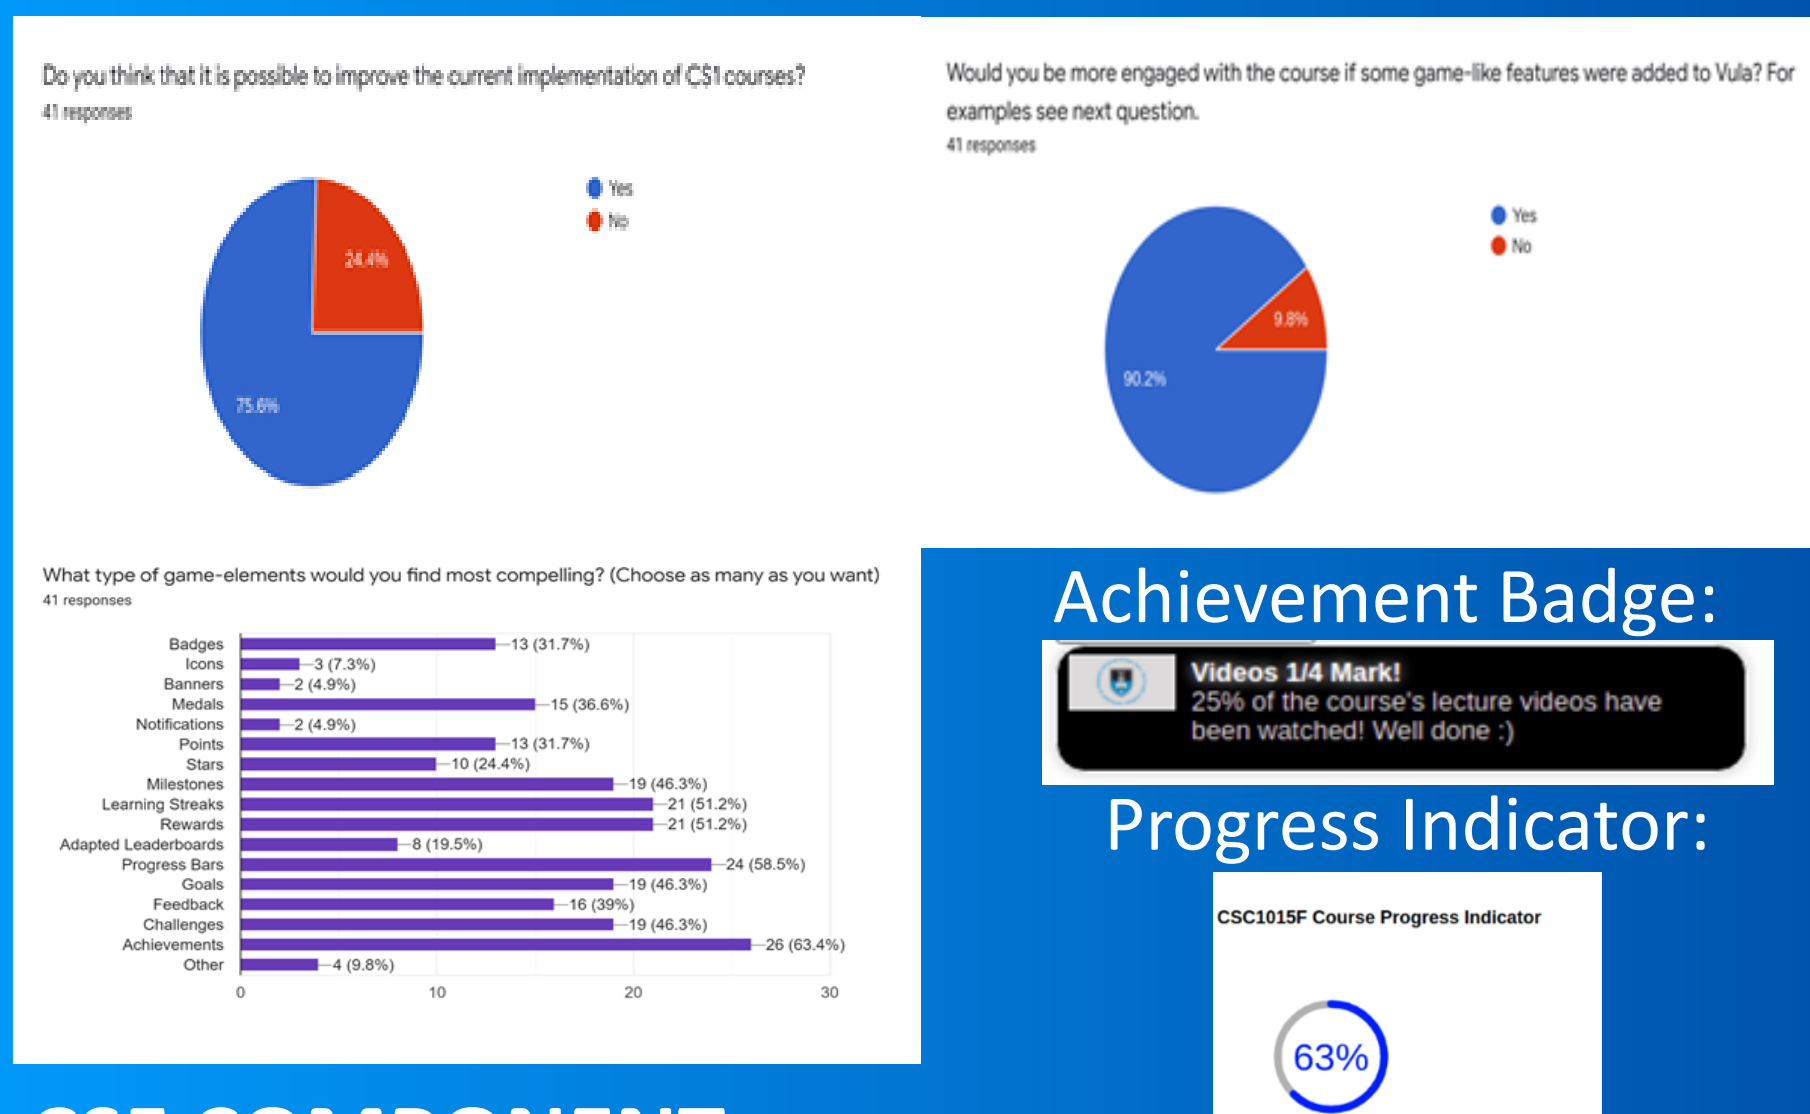 Do you think that it is possible to improve the current implementation of CS1 courses?
41 responses
Yes
No
24.4%
75.6%
Would you be more engaged with the course if some game-like features were added to Vula? For
examples see next question.
41 responses
Yes
No
9.8%
90.2%
What type of game-elements would you find most compelling? (Choose as many as you want)
41 responses
Badges 13 (31.7%)
Icons 3 (7.3%)
Banners 2 (4.9%)
Medals 15 (36.6%)
Notifications 2 (4.9%)
Points 13 (31.7%)
Stars 10 (24.4%)
Milestones 19 (46.3%)
Learning Streaks 21 (51.2%)
Rewards 21 (51.2%)
Adapted Leaderboards 8 (19.5%)
Progress Bars 24 (58.5%)
Goals 19 (46.3%)
Feedback 16 (39%)
Challenges 19 (46.3%)
Achievements 26 (63.4%)
Other 4 (9.8%)
0 10 20 30
Achievement Badge:
Videos 1/4 Mark!
25% of the course's lecture videos have
been watched! Well done :)
Progress Indicator:
CSC1015F Course Progress Indicator
63%